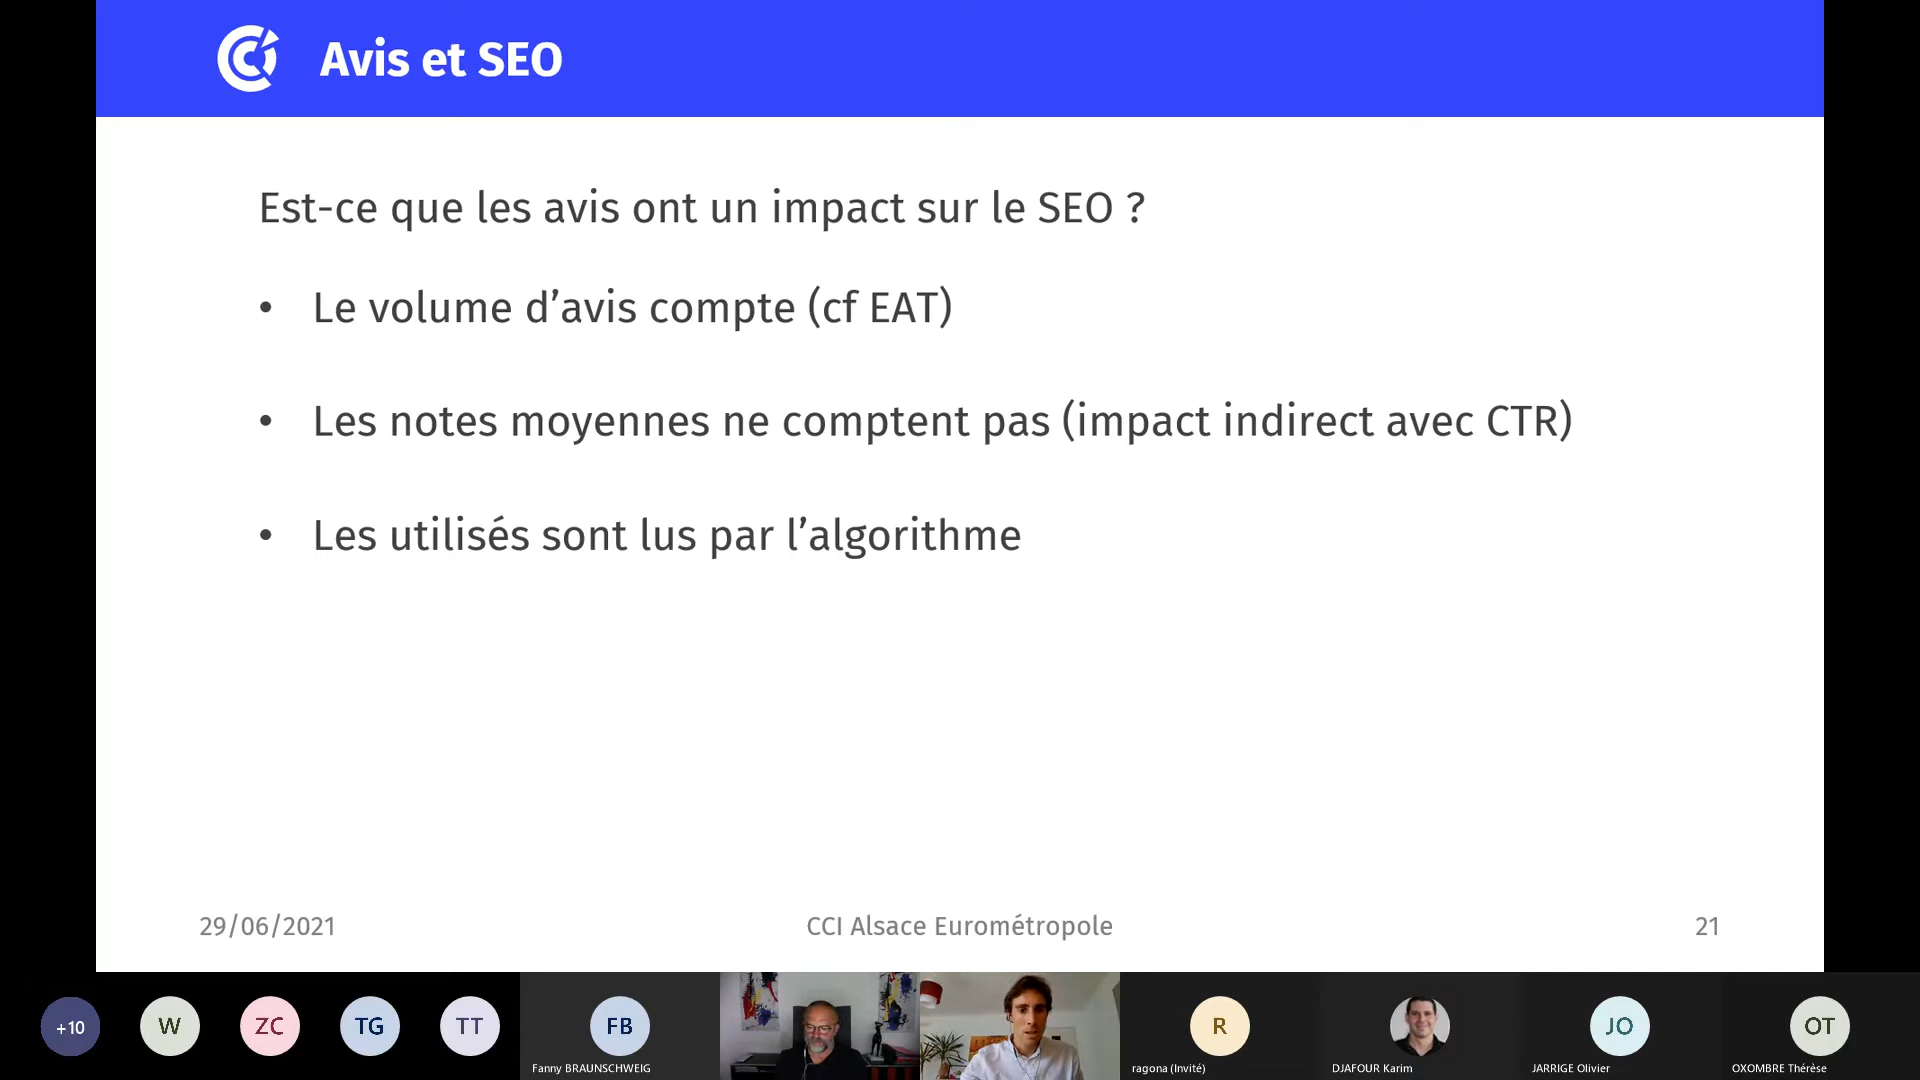 Avis et SEO
Est-ce que les avis ont un impact sur le SEO ?
• Le volume d’avis compte (cf EAT)
• Les notes moyennes ne comptent pas (impact indirect avec CTR)
• Les utilisés sont lus par l’algorithme
29/06/2021 CCI Alsace Eurométropole 21
+10 W ZC TG TT FB R JO OT
Fanny BRAUNSCHWEIG ragona (Invité) DJAFOUR Karim JARRIGE Olivier OXOMBRE Thérèse